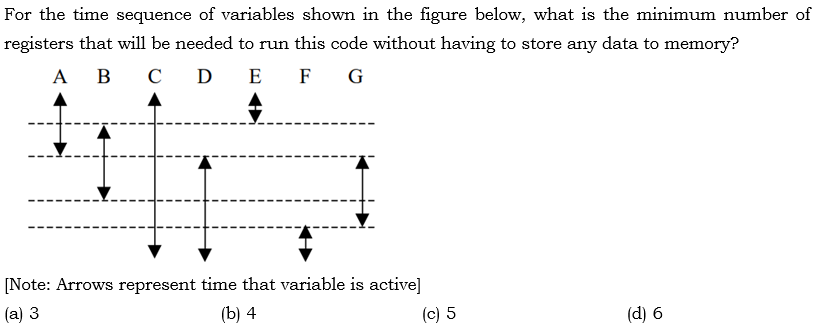 For the time sequence of variables shown in the figure below, what is the minimum number of
registers that will be needed to run this code without having to store any data to memory?
A B C D E F G
[Note: Arrows represent time that variable is active]
(a) 3 (b) 4 (c) 5 (d) 6